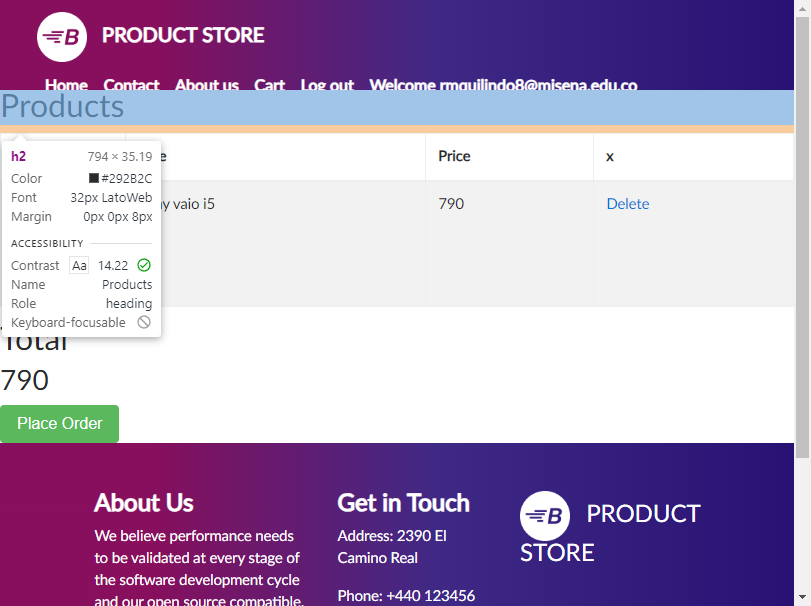 B PRODUCT STORE
Home Contact About us Cart Log out Welcome rmquilindo8@misena.edu.co
Products
h2 794 × 35.19
Color #292B2C
Font 32px LatoWeb
Margin 0px 0px 8px
ACCESSIBILITY
Contrast Aa 14.22
Name Products
Role heading
Keyboard-focusable
Price x
vaio i5 790 Delete
Total
790
Place Order
About Us
We believe performance needs
to be validated at every stage of
the software development cycle
and our open source compatible,
Get in Touch
Address: 2390 El
Camino Real
Phone: +440 123456
B PRODUCT
STORE